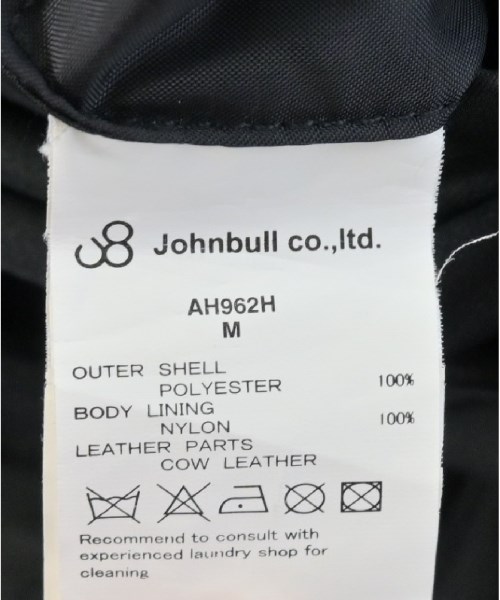 Johnbull co.,ltd.
AH962H
M
OUTER SHELL
POLYESTER 100%
BODY LINING
NYLON 100%
LEATHER PARTS
COW LEATHER
Recommend to consult with
experienced laundry shop for
cleaning